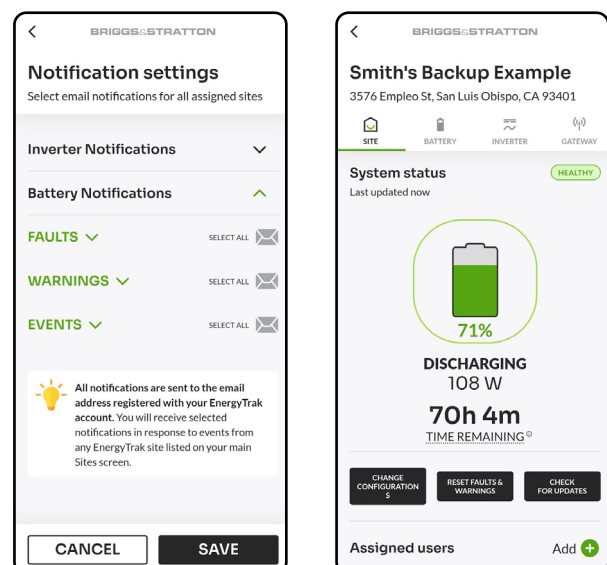 BRIGGS&STRATTON
Notification settings
Select email notifications for all assigned sites
Inverter Notifications
Battery Notifications
FAULTS
SELECT ALL
WARNINGS
SELECT ALL
EVENTS
SELECT ALL
All notifications are sent to the email
address registered with your EnergyTrak
account. You will receive selected
notifications in response to events from
any EnergyTrak site listed on your main
Sites screen.
CANCEL
SAVE
BRIGGS&STRATTON
Smith's Backup Example
3576 Empleo St, San Luis Obispo, CA 93401
SITE
BATTERY
INVERTER
GATEWAY
System status
HEALTHY
Last updated now
71%
DISCHARGING
108 W
70h 4m
TIME REMAINING
CHANGE
CONFIGURATION
S
RESET FAULTS &
WARNINGS
CHECK
FOR UPDATES
Assigned users
Add